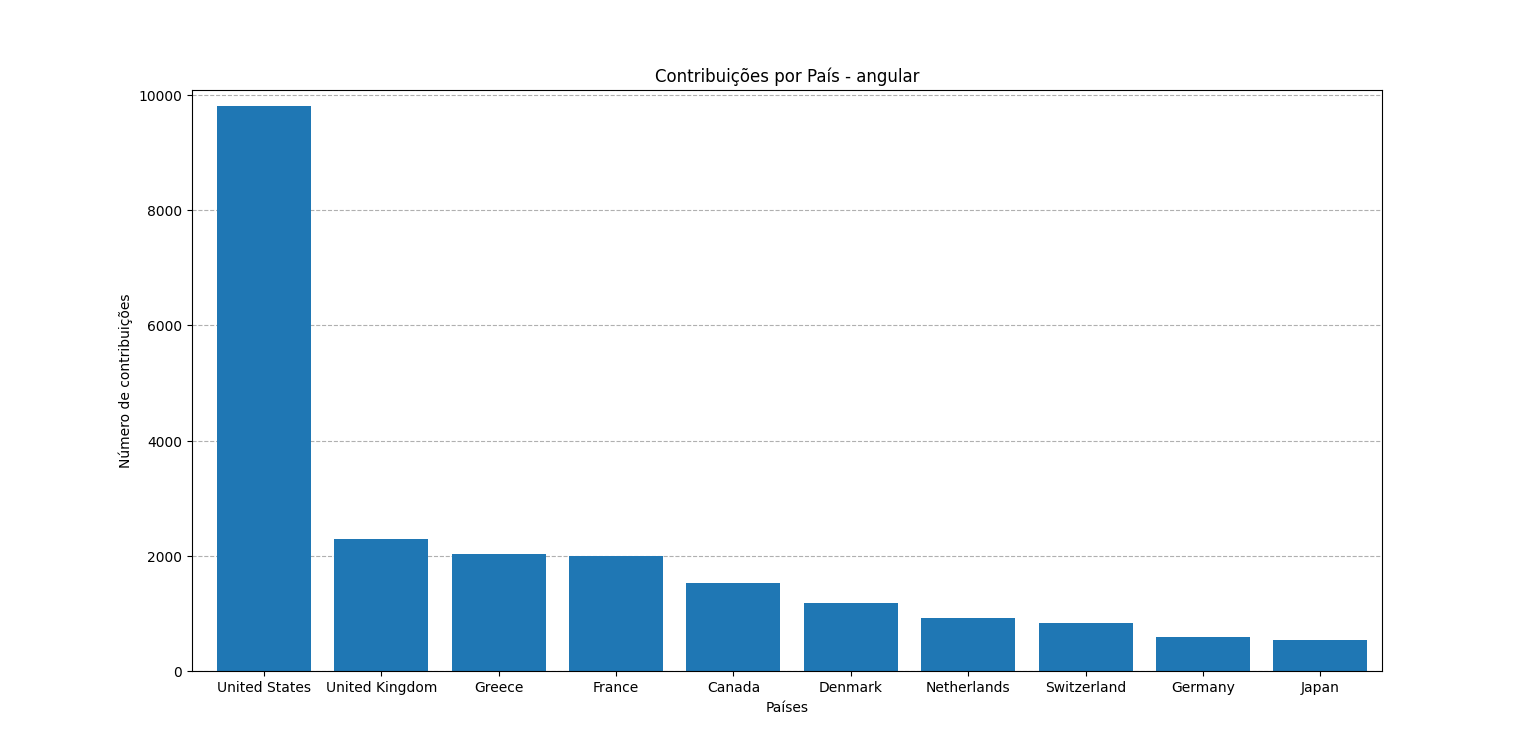 Contribuições por País - angular
10000
8000
6000
4000
2000
0
Número de contribuições
United States
United Kingdom
Greece
France
Canada
Denmark
Netherlands
Switzerland
Germany
Japan
Países